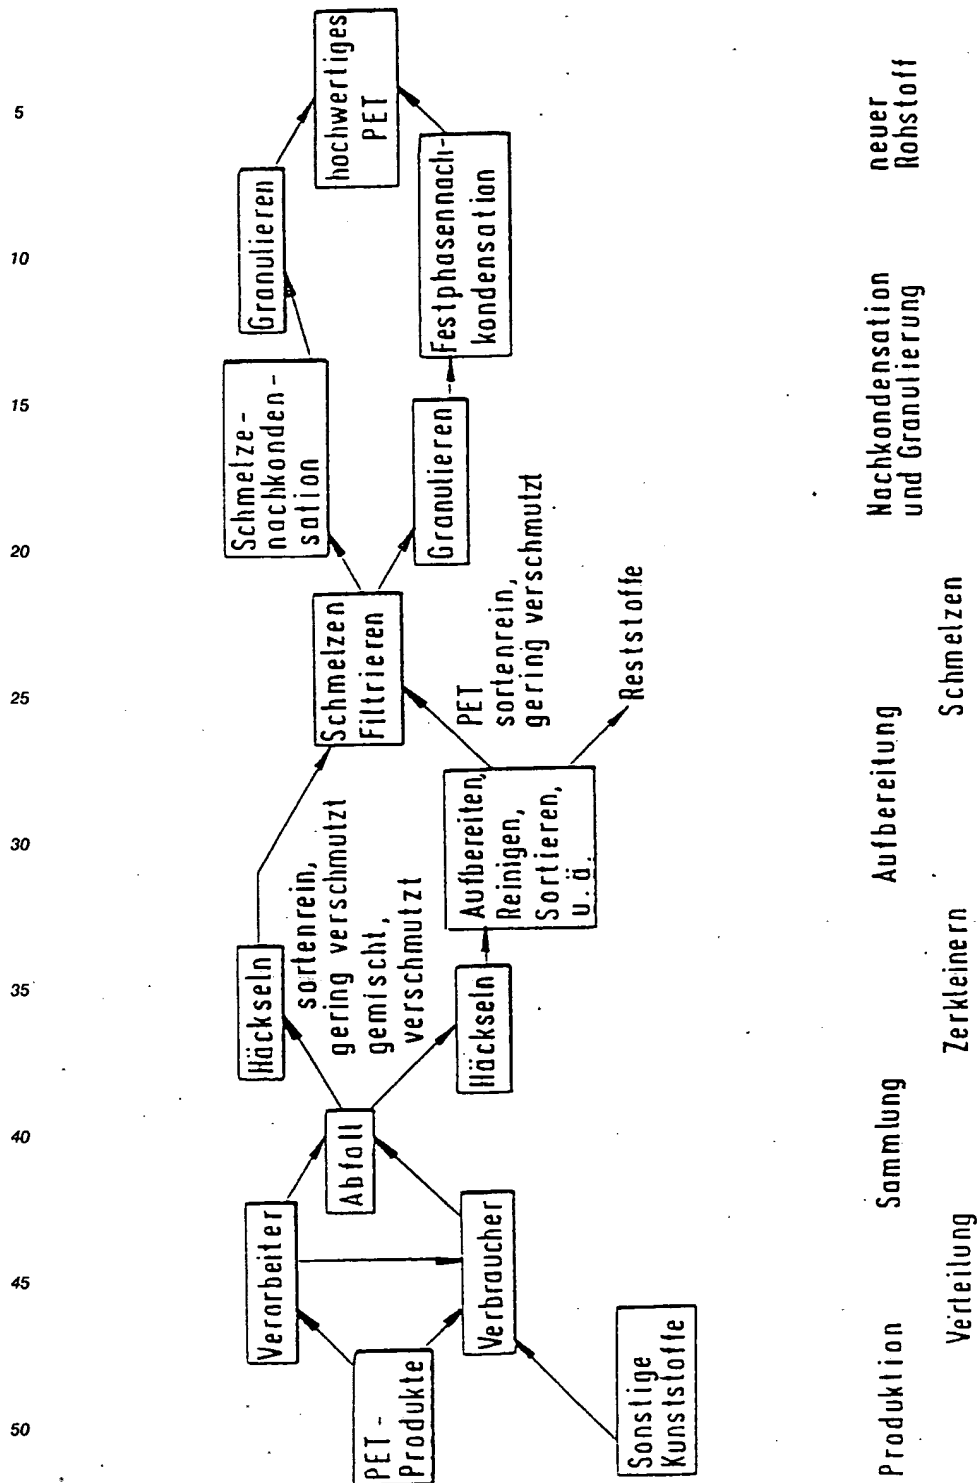 5
10
15
20
25
30
35
40
45
50
PET-
Produkte
Sonstige
Kunststoffe
Verarbeiter
Verbraucher
Abfall
Häckseln
sortenrein,
gering verschmutzt
gemischt,
verschmutzt
Häckseln
Aufbereiten,
Reinigen,
Sortieren,
u.ä.
Schmelzen
Filtrieren
PET
sortenrein,
gering verschmutzt
Reststoffe
Schmelze-
nachkonden-
sation
Granulieren
Granulieren
Festphasennach-
kondensation
hochwertiges
PET
Produktion
Verteilung
Sammlung
Zerkleinern
Aufbereitung
Schmelzen
Nachkondensation
und Granulierung
neuer
Rohstoff